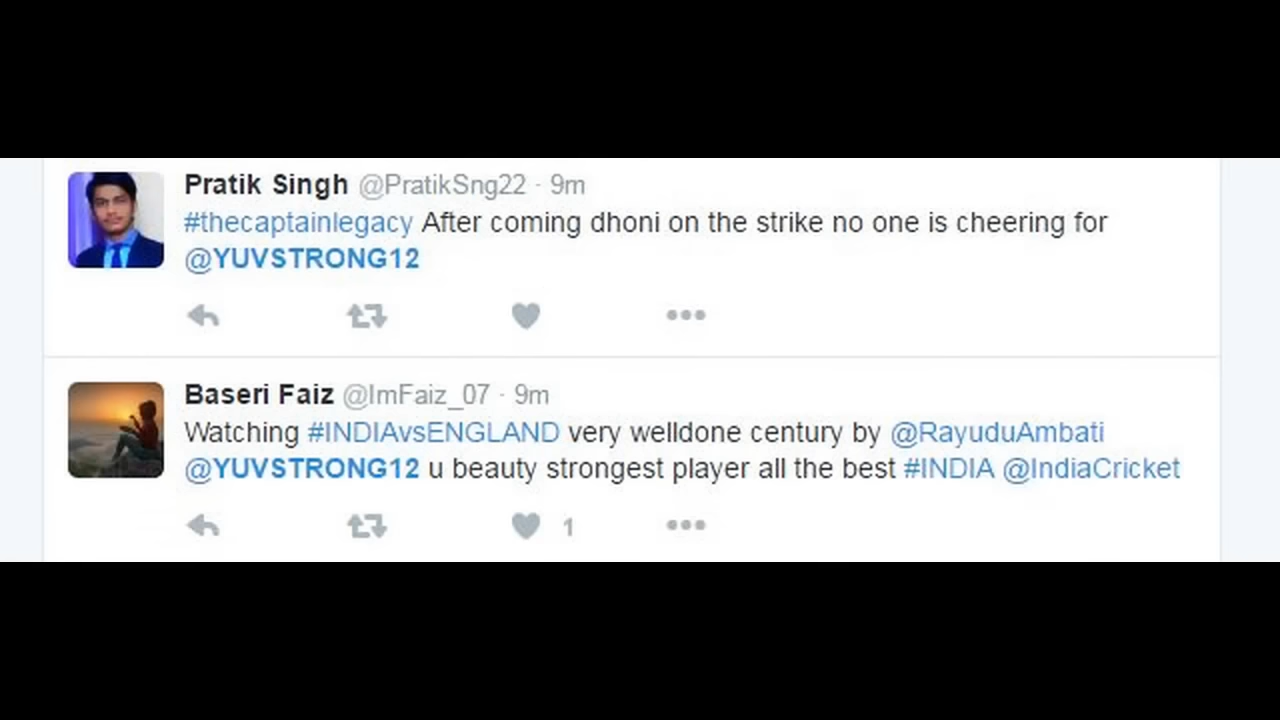 Pratik Singh @PratikSng22 · 9m
#thecaptainlegacy After coming dhoni on the strike no one is cheering for
@YUVSTRONG12
Baseri Faiz @ImFaiz_07 · 9m
Watching #INDIAvsENGLAND very welldone century by @RayuduAmbati
@YUVSTRONG12 u beauty strongest player all the best #INDIA @IndiaCricket
1